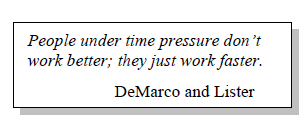 People under time pressure don’t
work better; they just work faster.
DeMarco and Lister